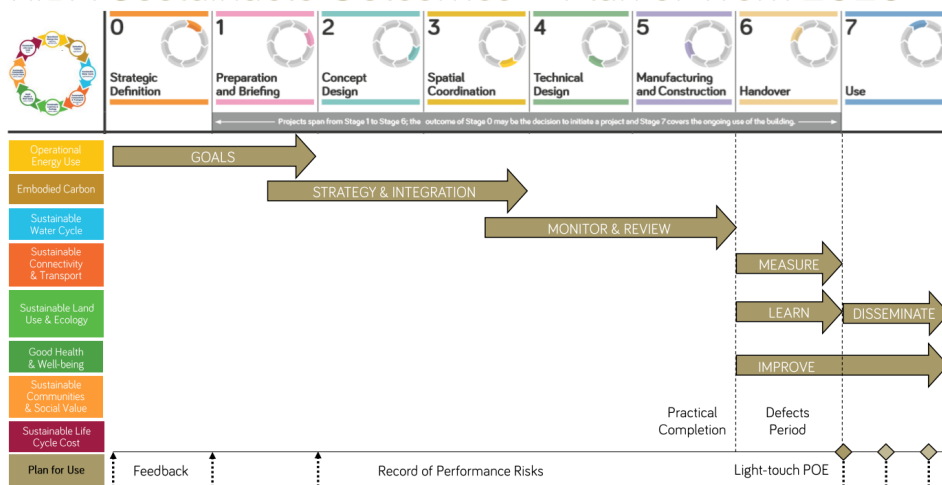 0
Strategic
Definition
1
Preparation
and Briefing
2
Concept
Design
3
Spatial
Coordination
4
Technical
Design
5
Manufacturing
and Construction
6
Handover
7
Use
Projects span from Stage 1 to Stage 6; the outcome of Stage 0 may be the decision to initiate a project and Stage 7 covers the ongoing use of the building.
Operational
Energy Use
GOALS
Embodied Carbon
STRATEGY & INTEGRATION
Sustainable
Water Cycle
MONITOR & REVIEW
Sustainable
Connectivity
& Transport
MEASURE
Sustainable Land
Use & Ecology
LEARN
DISSEMINATE
Good Health
& Well-being
IMPROVE
Sustainable
Communities
& Social Value
Practical
Completion
Defects
Period
Sustainable Life
Cycle Cost
Plan for Use
Feedback
Record of Performance Risks
Light-touch POE